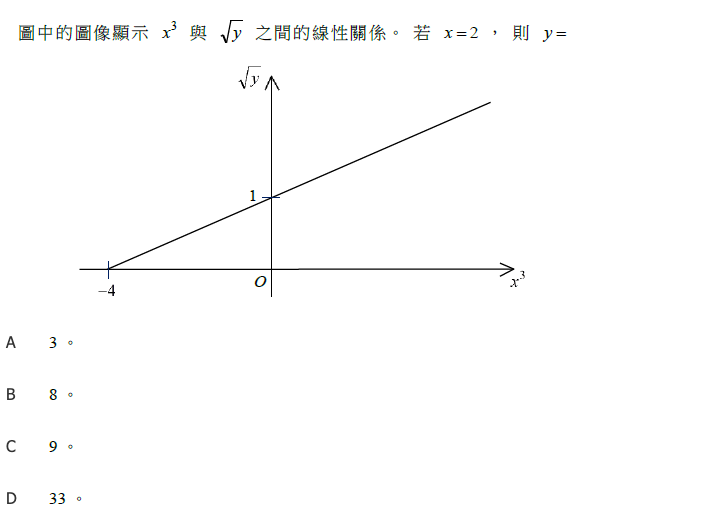 圖中的圖像顯示 x³ 與 √y 之間的線性關係。 若 x=2 , 則 y=
√y
1
O
x³
−4
A 3 。
B 8 。
C 9 。
D 33 。